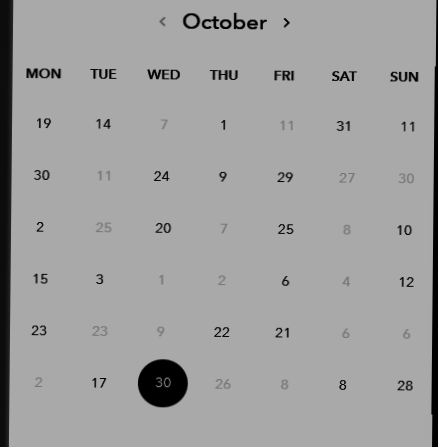 ‹ October ›
MON TUE WED THU FRI SAT SUN
19 14 7 1 11 31 11
30 11 24 9 29 27 30
2 25 20 7 25 8 10
15 3 1 2 6 4 12
23 23 9 22 21 6 6
2 17 30 26 8 8 28